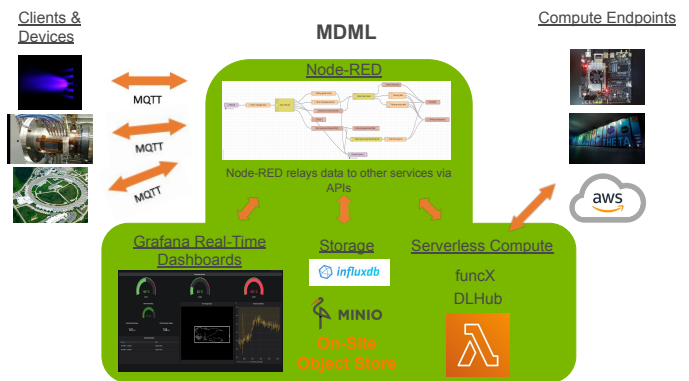 Clients &
Devices
MDML
Compute Endpoints
Node-RED
MQTT
MQTT
MQTT
Node-RED relays data to other services via
APIs
aws
Grafana Real-Time
Dashboards
Storage
influxdb
MINIO
On-Site
Object Store
Serverless Compute
funcX
DLHub
THETA